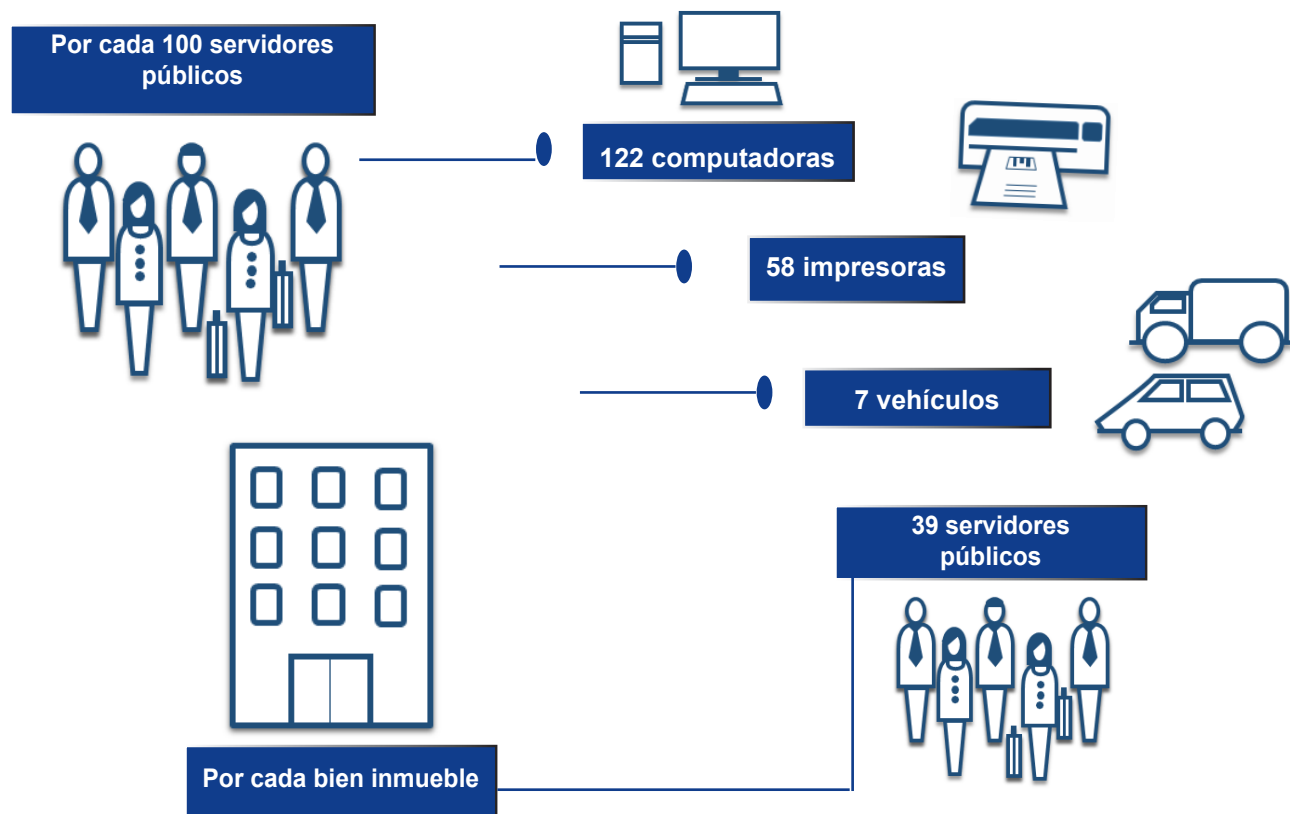 Por cada 100 servidores
públicos
122 computadoras
58 impresoras
7 vehículos
39 servidores
públicos
Por cada bien inmueble